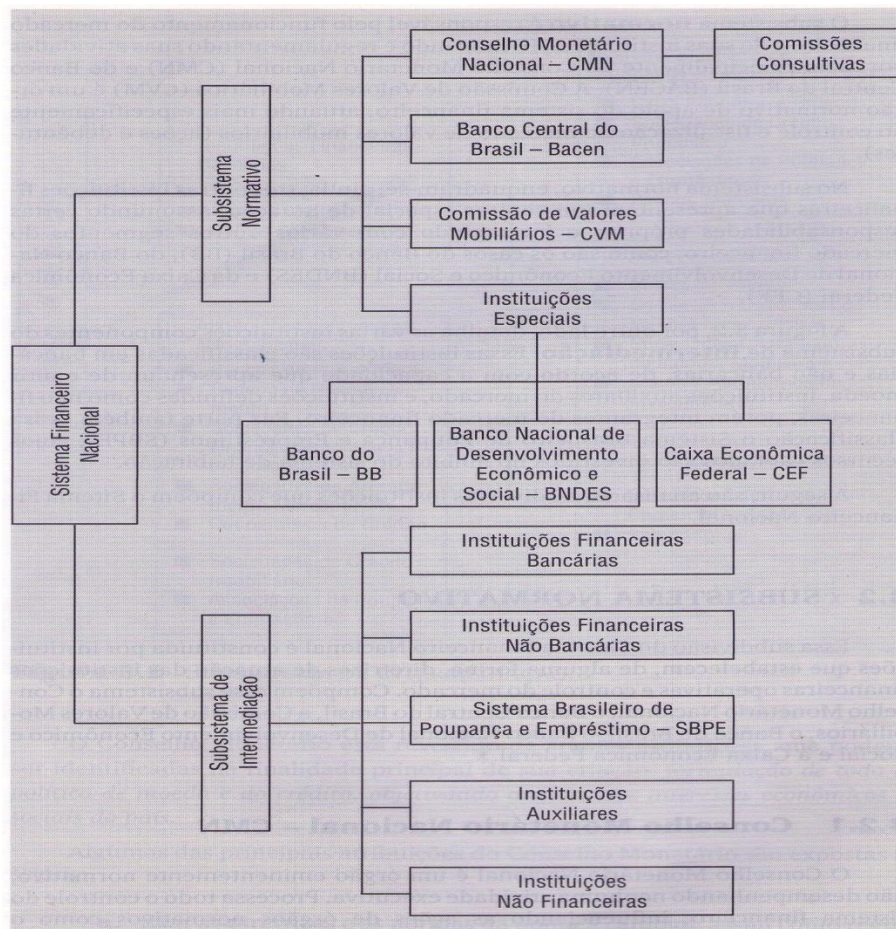 Conselho Monetário
Nacional – CMN
Comissões
Consultivas
Subsistema
Normativo
Banco Central do
Brasil – Bacen
Comissão de Valores
Mobiliários – CVM
Instituições
Especiais
Sistema Financeiro
Nacional
Banco do
Brasil – BB
Banco Nacional de
Desenvolvimento
Econômico e
Social – BNDES
Caixa Econômica
Federal – CEF
Instituições Financeiras
Bancárias
Instituições Financeiras
Não Bancárias
Subsistema de
Intermediação
Sistema Brasileiro de
Poupança e Empréstimo – SBPE
Instituições
Auxiliares
Instituições
Não Financeiras